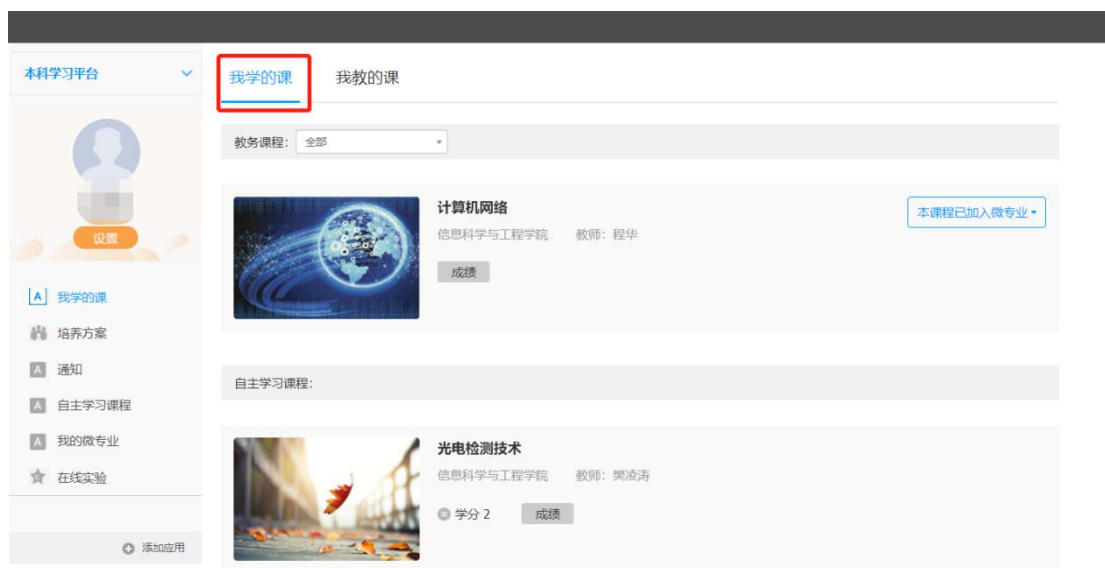 本科学习平台
设置
A 我学的课
培养方案
A 通知
A 自主学习课程
A 我的微专业
在线实验
添加应用
我学的课 我教的课
教务课程： 全部
计算机网络
信息科学与工程学院 教师：程华
成绩
本课程已加入微专业
自主学习课程：
光电检测技术
信息科学与工程学院 教师：樊凌涛
学分 2 成绩